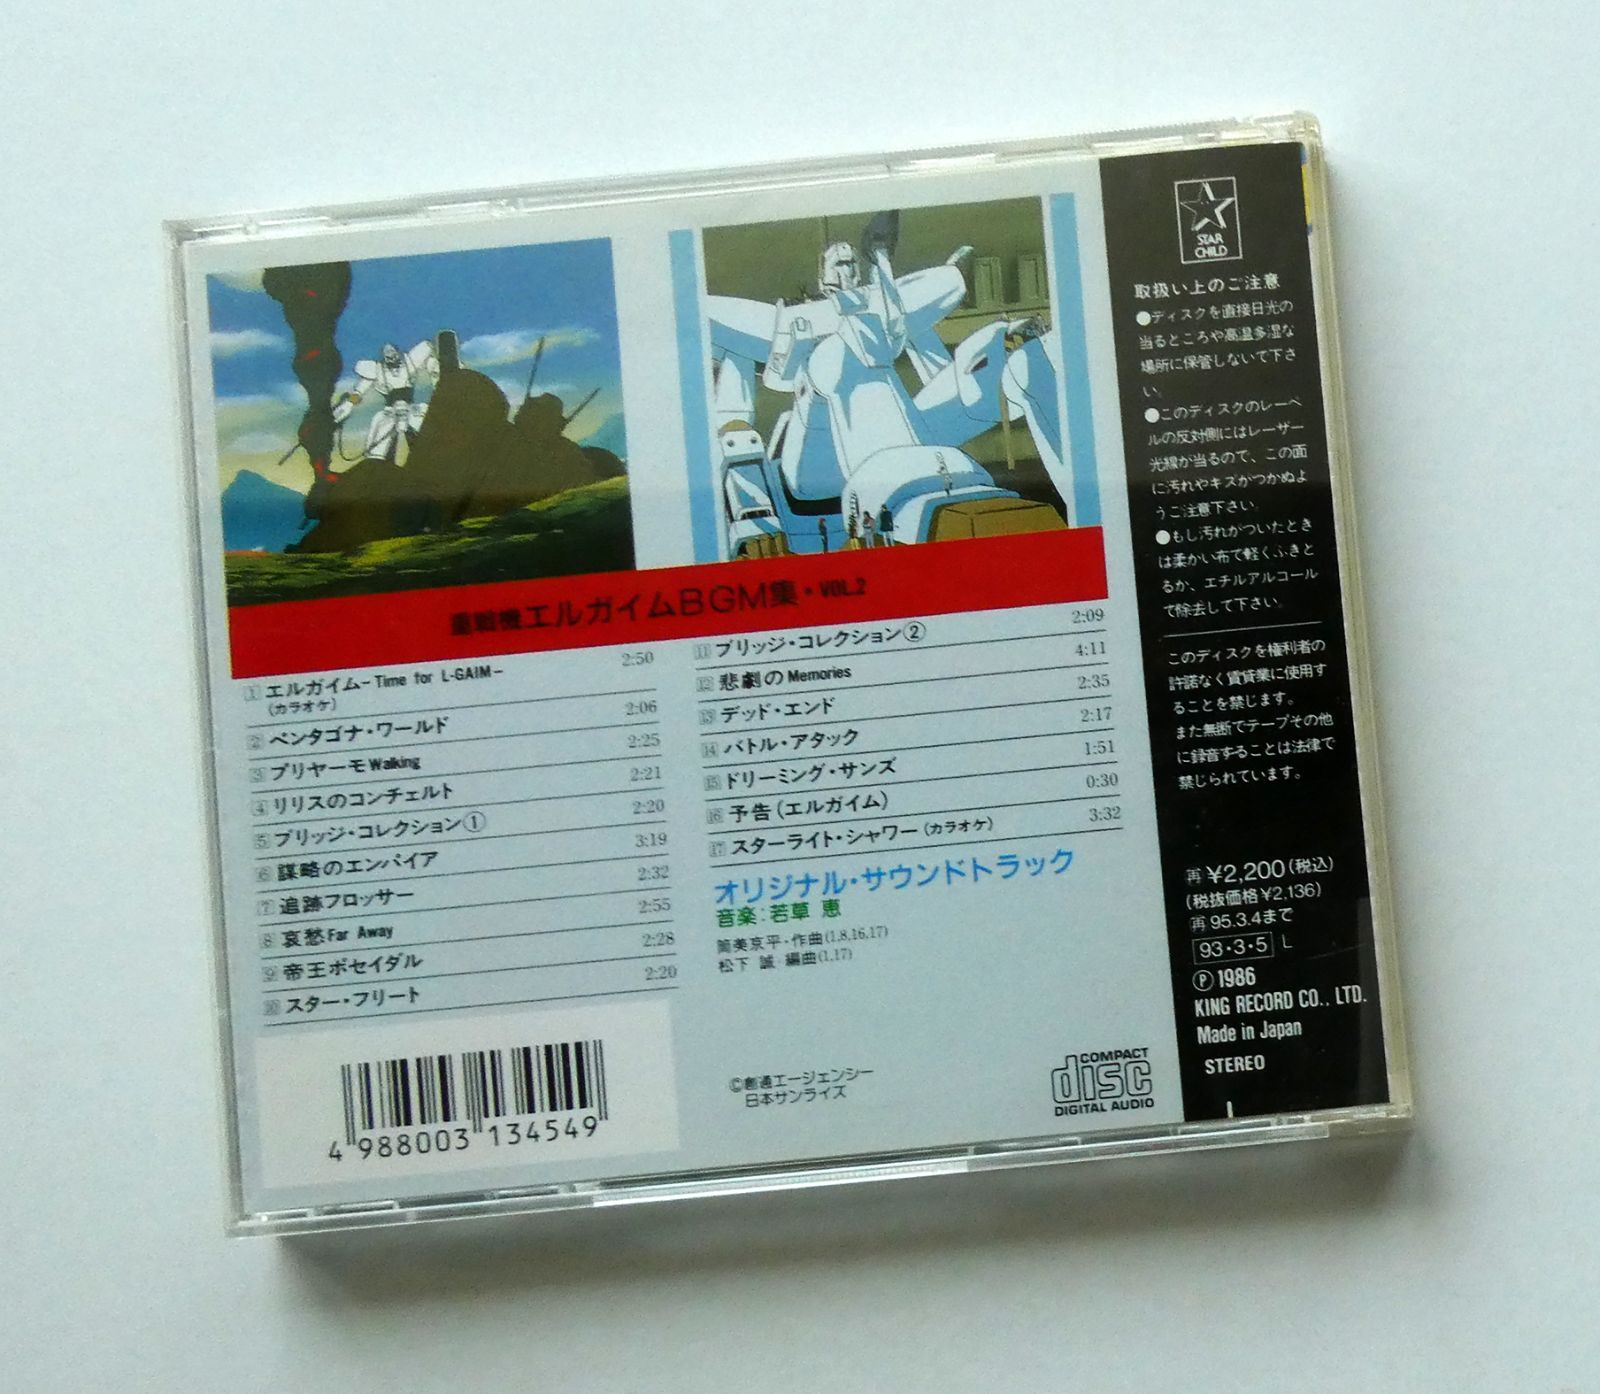 重戦機エルガイムBGM集・VOL.2
1 エルガイム-Time for L-GAIM- 2:50
(カラオケ)
2 ペンタゴナ・ワールド 2:06
3 プリヤーモWalking 2:25
4 リリスのコンチェルト 2:21
5 ブリッジ・コレクション① 2:20
6 謀略のエンパイア 3:19
7 追跡フロッサー 2:32
8 哀愁Far Away 2:55
9 帝王ポセイダル 2:28
10 スター・フリート 2:20
11 ブリッジ・コレクション② 2:09
12 悲劇のMemories 4:11
13 デッド・エンド 2:35
14 バトル・アタック 2:17
15 ドリーミング・サンズ 1:51
16 予告(エルガイム) 0:30
17 スターライト・シャワー(カラオケ) 3:32
オリジナル・サウンドトラック
音楽:若草 恵
筒美京平・作曲(1,8,16,17)
松下 誠・編曲(1,17)
4 988003 134549
©創通エージェンシー
日本サンライズ
COMPACT
disc
DIGITAL AUDIO
STAR
CHILD
取扱い上のご注意
●ディスクを直接日光の
当るところや高温多湿な
場所に保管しないで下さ
い。
●このディスクのレーベ
ルの反対側にはレーザー
光線が当るので、この面
に汚れやキズがつかぬよ
うご注意下さい。
●もし汚れがついたとき
は柔かい布で軽くふきと
るか、エチルアルコール
で除去して下さい。
このディスクを権利者の
許諾なく賃貸業に使用す
ることを禁じます。
また無断でテープその他
に録音することは法律で
禁じられています。
再 ¥2,200(税込)
(税抜価格¥2,136)
再 95.3.4まで
93・3・5 L
Ⓟ 1986
KING RECORD CO., LTD.
Made in Japan
STEREO